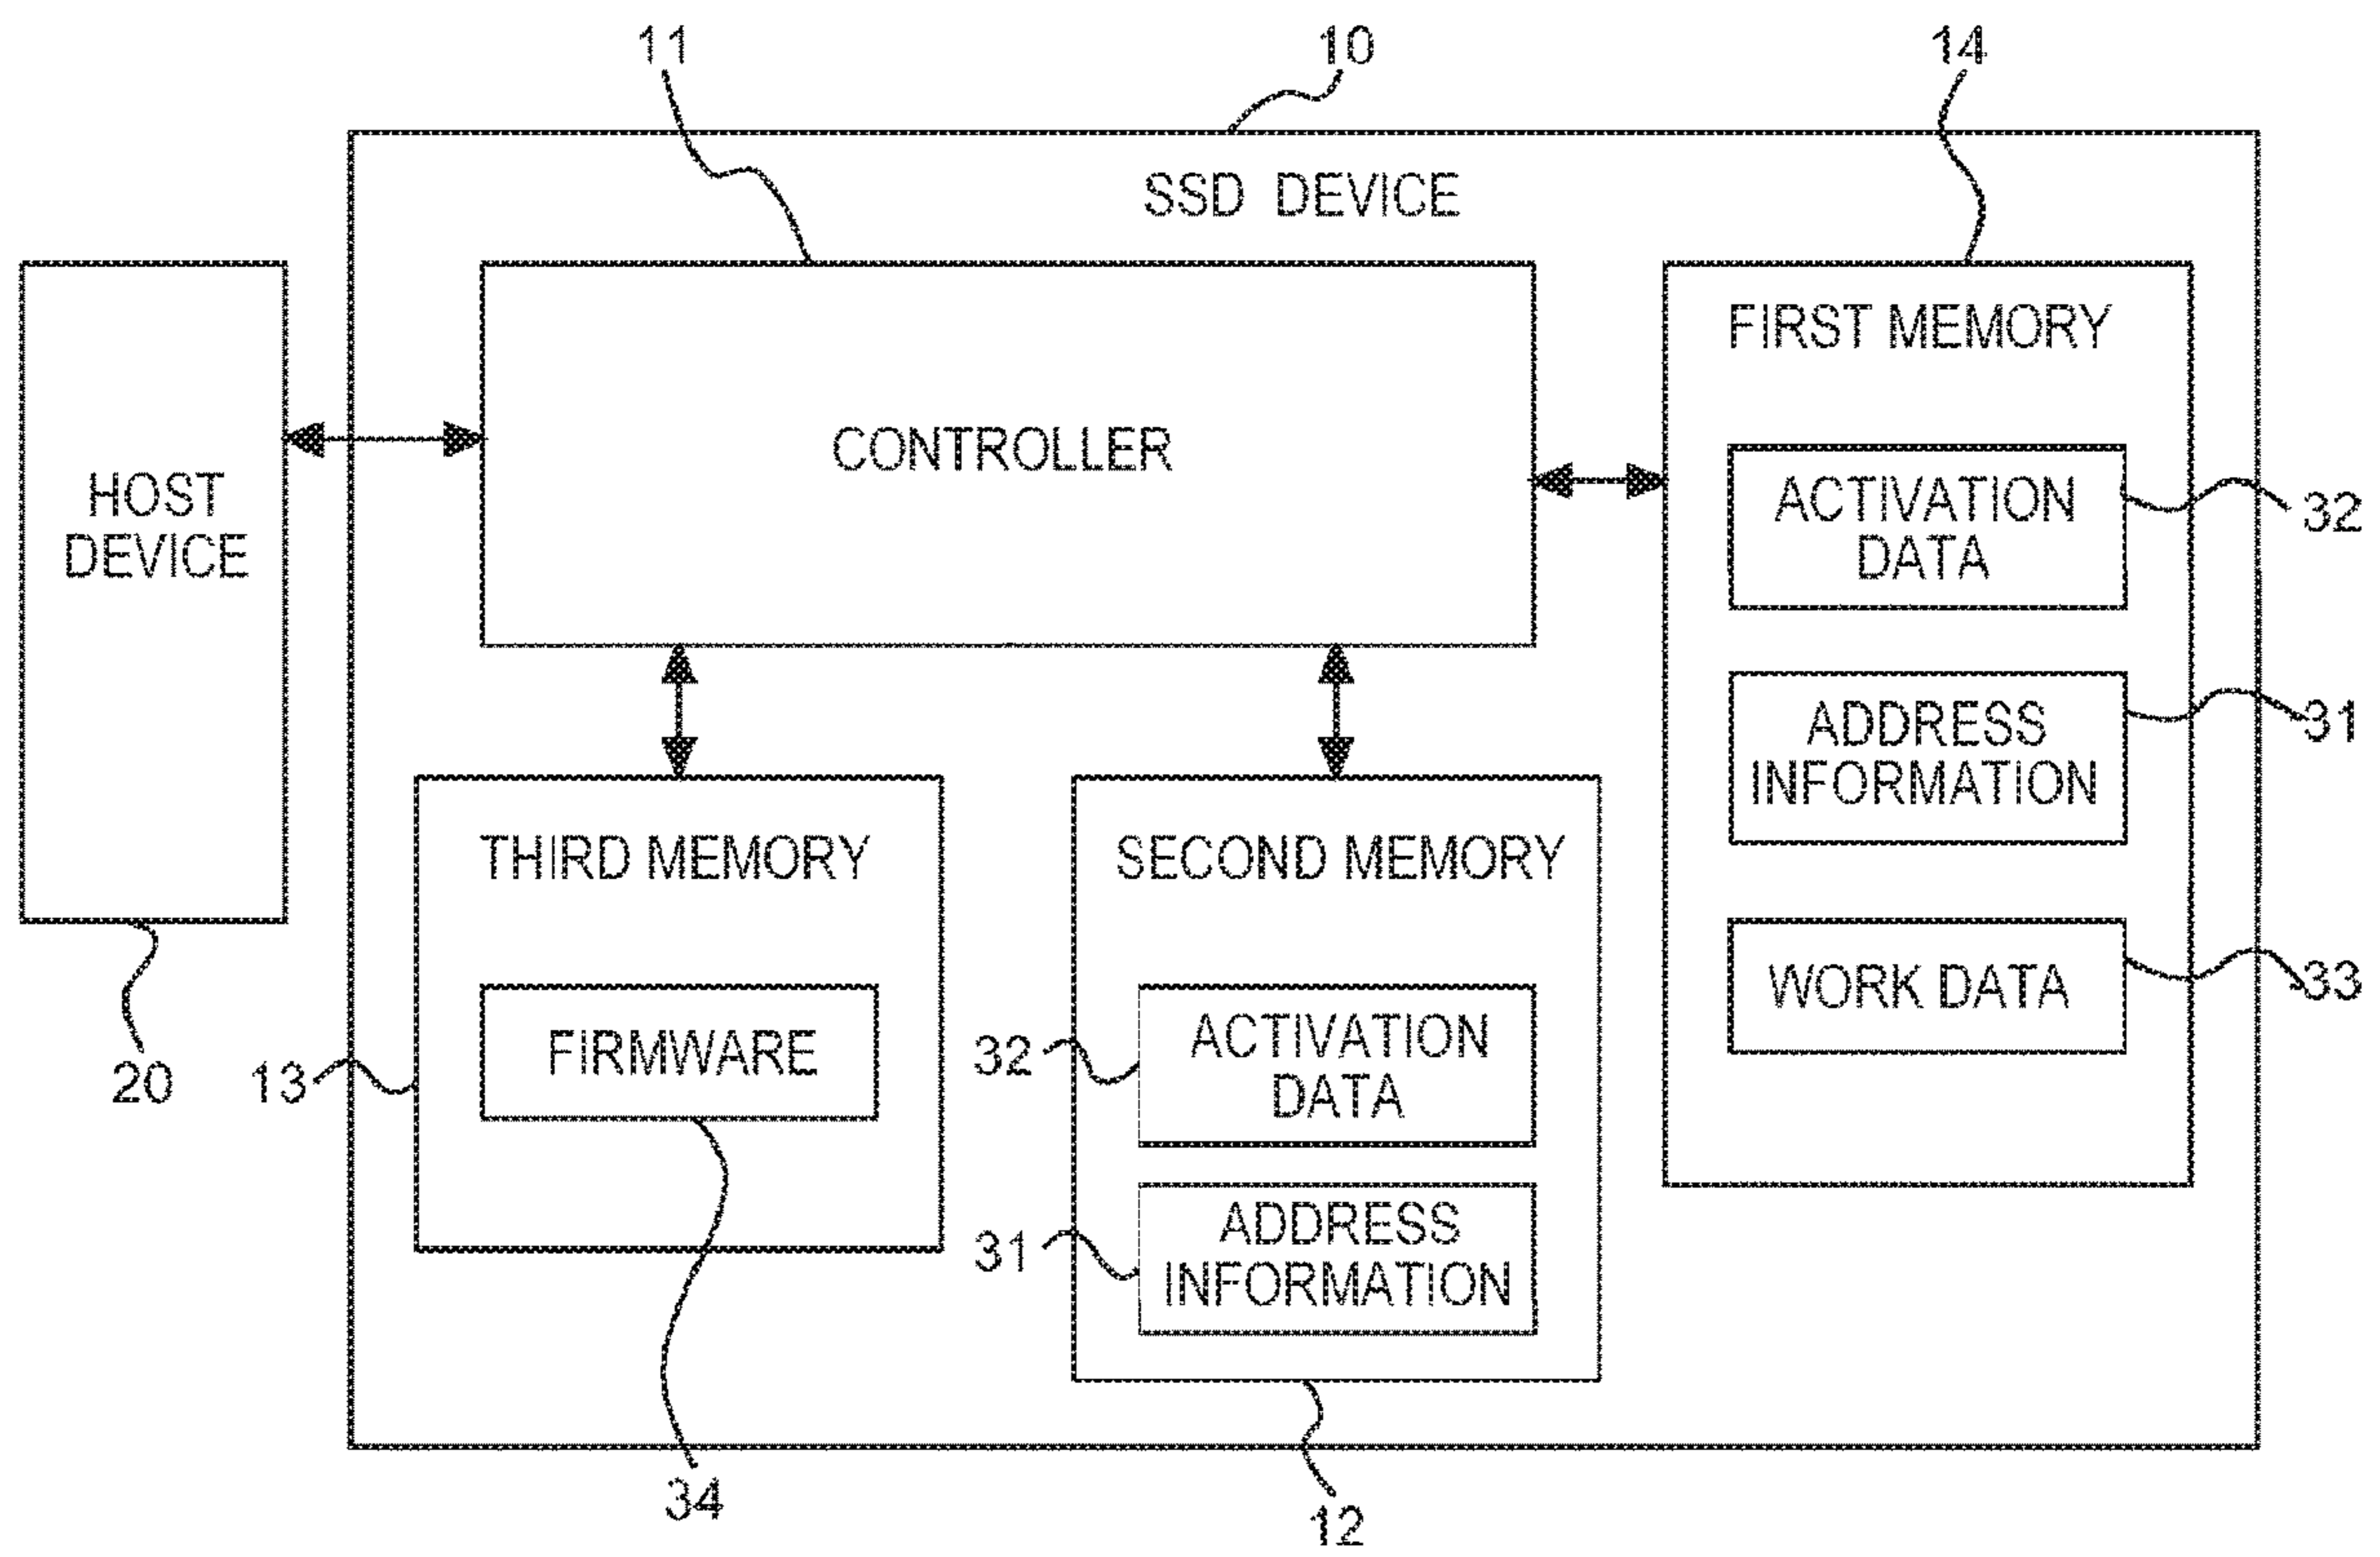 11
10
14
SSD DEVICE
HOST
DEVICE
20
CONTROLLER
FIRST MEMORY
ACTIVATION
DATA
32
ADDRESS
INFORMATION
31
WORK DATA
33
THIRD MEMORY
FIRMWARE
13
34
SECOND MEMORY
32
ACTIVATION
DATA
31
ADDRESS
INFORMATION
12